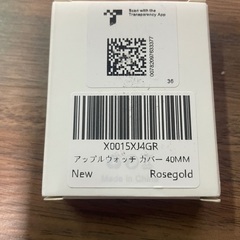 Scan with the
Transparency App
36
X0015XJ4GR
アップルウォッチ カバー 40MM
New Rosegold